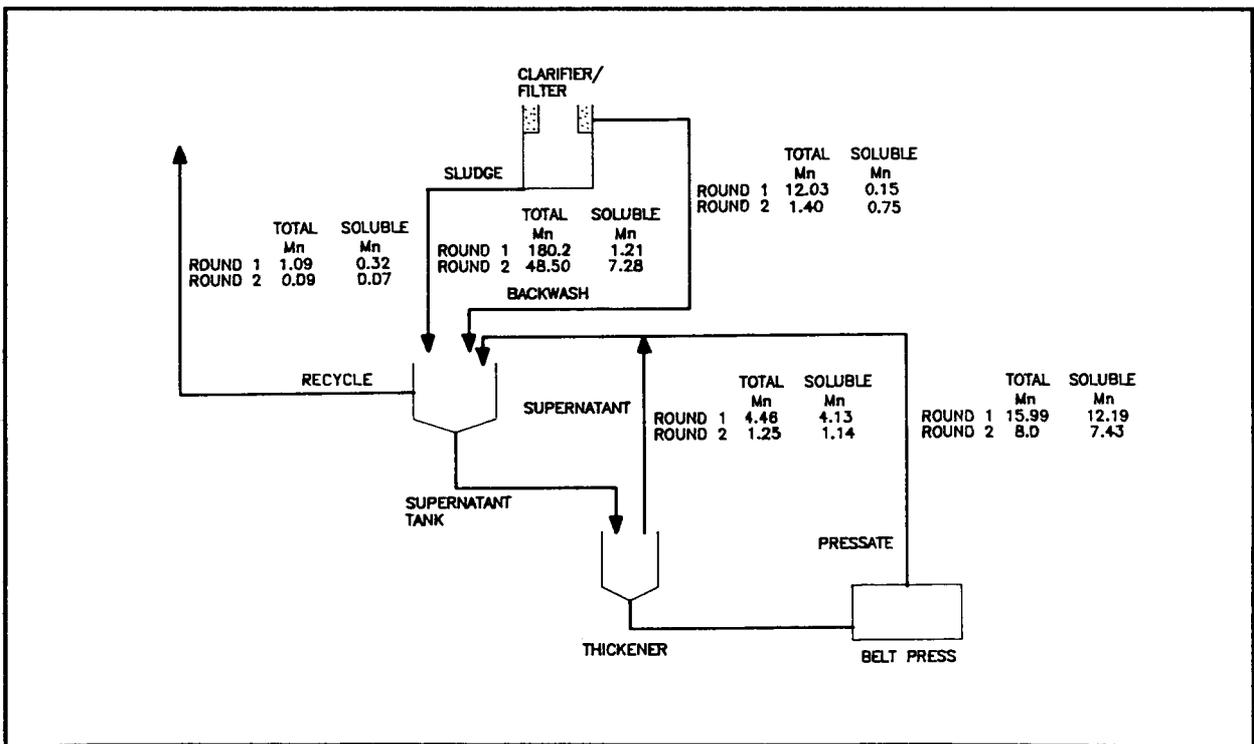 CLARIFIER/
FILTER
SLUDGE
TOTAL SOLUBLE
Mn Mn
ROUND 1 12.03 0.15
ROUND 2 1.40 0.75
TOTAL SOLUBLE
Mn Mn
ROUND 1 180.2 1.21
ROUND 2 48.50 7.28
TOTAL SOLUBLE
Mn Mn
ROUND 1 1.09 0.32
ROUND 2 0.09 0.07
BACKWASH
RECYCLE
SUPERNATANT
TOTAL SOLUBLE
Mn Mn
ROUND 1 4.46 4.13
ROUND 2 1.25 1.14
TOTAL SOLUBLE
Mn Mn
ROUND 1 15.99 12.19
ROUND 2 8.0 7.43
SUPERNATANT
TANK
PRESSATE
THICKENER
BELT PRESS